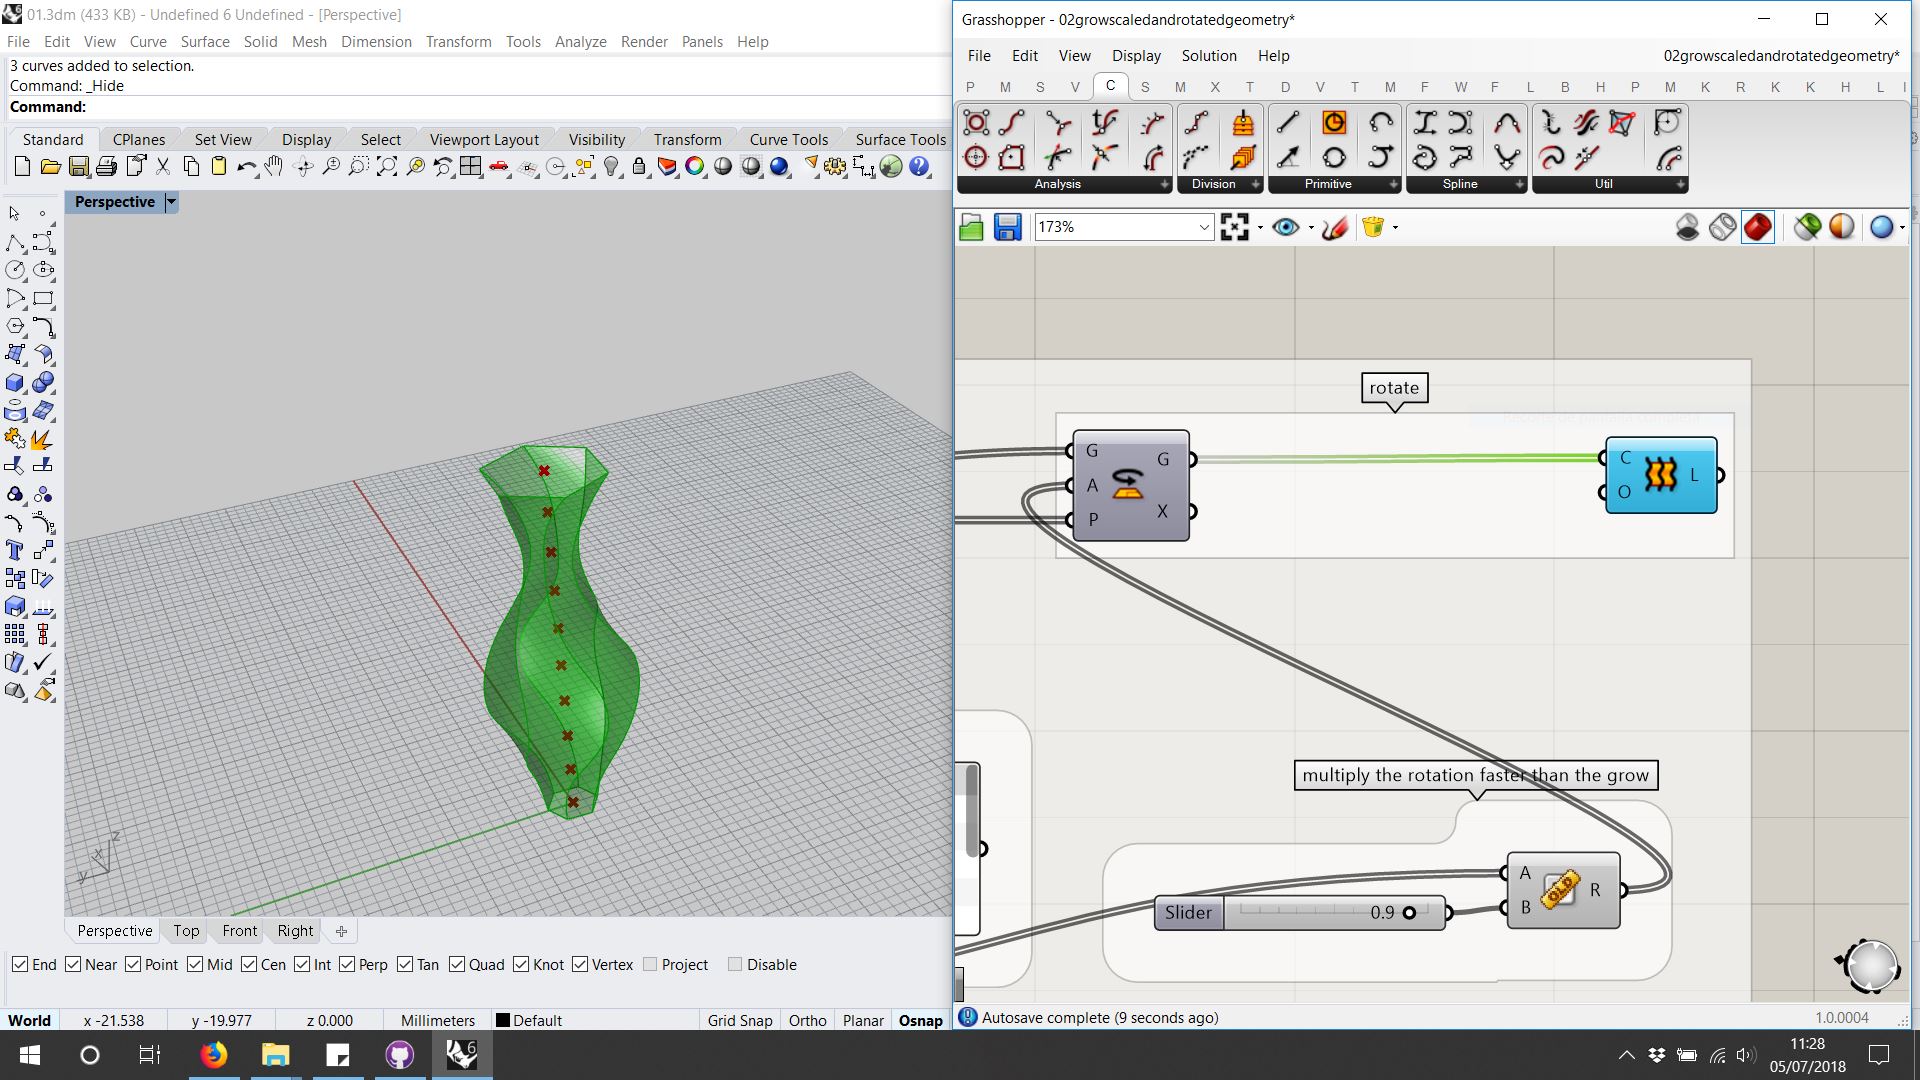 01.3dm (433 KB) - Undefined 6 Undefined - [Perspective]
File Edit View Curve Surface Solid Mesh Dimension Transform Tools Analyze Render Panels Help
3 curves added to selection.
Command: _Hide
Command:
Standard CPlanes Set View Display Select Viewport Layout Visibility Transform Curve Tools Surface Tools
Perspective
z
x
y
Perspective Top Front Right
End Near Point Mid Cen Int Perp Tan Quad Knot Vertex Project Disable
World x -21.538 y -19.977 z 0.000 Millimeters Default Grid Snap Ortho Planar Osnap
Grasshopper - 02growscaledandrotatedgeometry*
File Edit View Display Solution Help 02growscaledandrotatedgeometry*
P M S V C S M X T D V T M F W F L B H P M K R K K H L I
Analysis Division Primitive Spline Util
173%
rotate
Recorte de pantalla completa
G A P G X
C O L
multiply the rotation faster than the grow
Slider 0.9
A B R
Autosave complete (9 seconds ago) 1.0.0004
6
11:28
05/07/2018